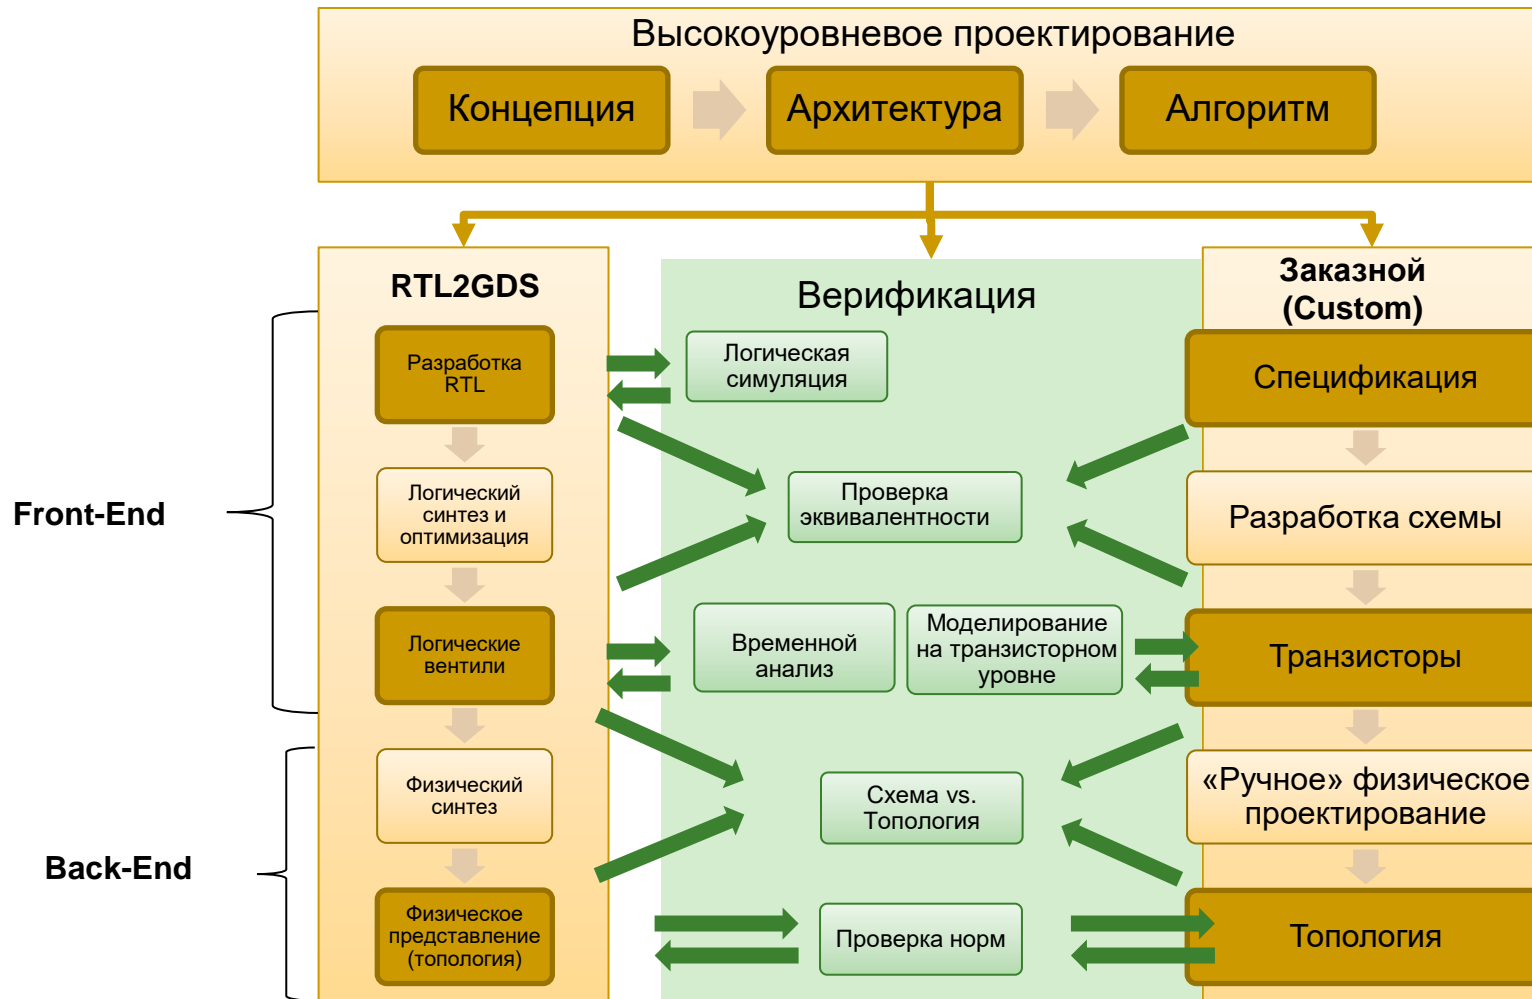 Высокоуровневое проектирование
Концепция
Архитектура
Алгоритм
RTL2GDS
Верификация
Заказной
(Custom)
Front-End
Разработка
RTL
Логическая
симуляция
Спецификация
Логический
синтез и
оптимизация
Проверка
эквивалентности
Разработка схемы
Логические
вентили
Временной
анализ
Моделирование
на транзисторном
уровне
Транзисторы
Back-End
Физический
синтез
Схема vs.
Топология
«Ручное» физическое
проектирование
Физическое
представление
(топология)
Проверка норм
Топология